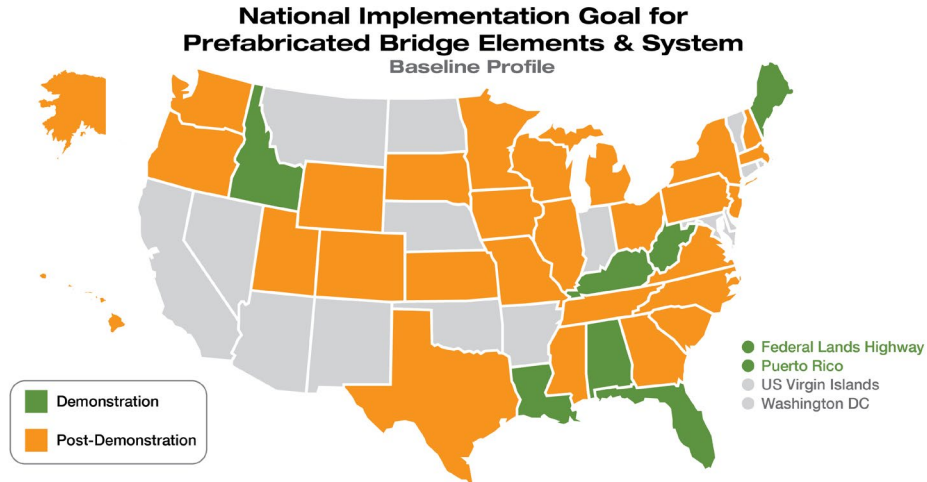 National Implementation Goal for
Prefabricated Bridge Elements & System
Baseline Profile
Federal Lands Highway
Puerto Rico
US Virgin Islands
Washington DC
Demonstration
Post-Demonstration